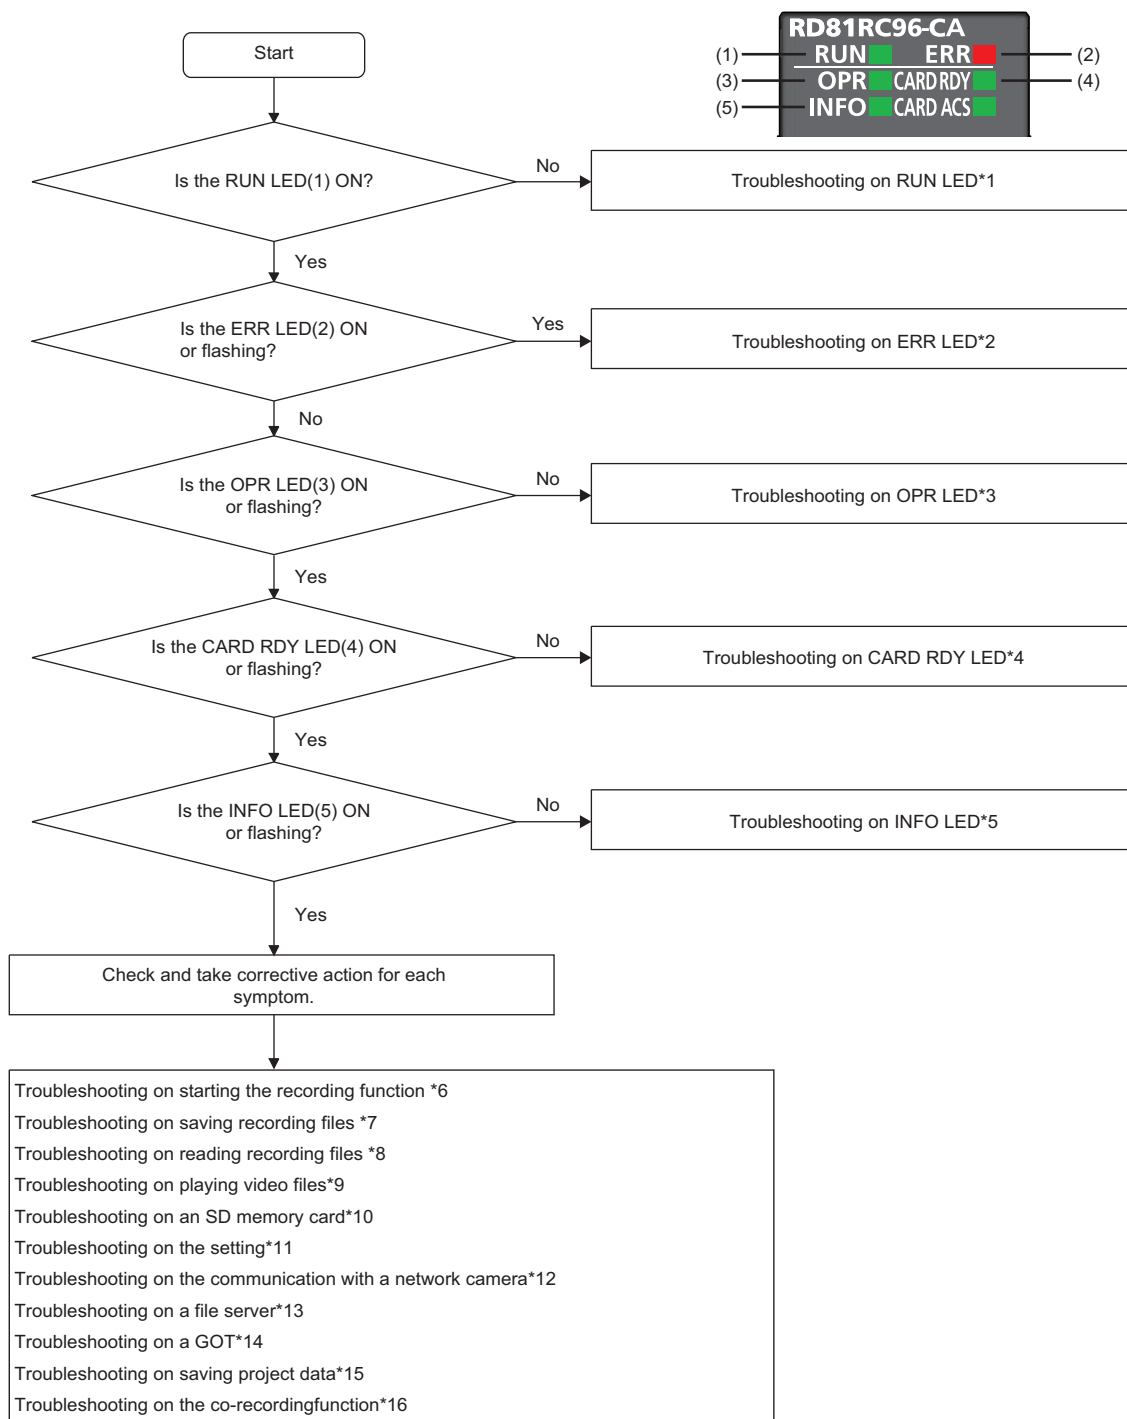 Start
RD81RC96-CA
(1) RUN ERR (2)
(3) OPR CARD RDY (4)
(5) INFO CARD ACS
Is the RUN LED(1) ON?
No
Troubleshooting on RUN LED*1
Yes
Is the ERR LED(2) ON
or flashing?
Yes
Troubleshooting on ERR LED*2
No
Is the OPR LED(3) ON
or flashing?
No
Troubleshooting on OPR LED*3
Yes
Is the CARD RDY LED(4) ON
or flashing?
No
Troubleshooting on CARD RDY LED*4
Yes
Is the INFO LED(5) ON
or flashing?
No
Troubleshooting on INFO LED*5
Yes
Check and take corrective action for each
symptom.
Troubleshooting on starting the recording function *6
Troubleshooting on saving recording files *7
Troubleshooting on reading recording files *8
Troubleshooting on playing video files*9
Troubleshooting on an SD memory card*10
Troubleshooting on the setting*11
Troubleshooting on the communication with a network camera*12
Troubleshooting on a file server*13
Troubleshooting on a GOT*14
Troubleshooting on saving project data*15
Troubleshooting on the co-recordingfunction*16